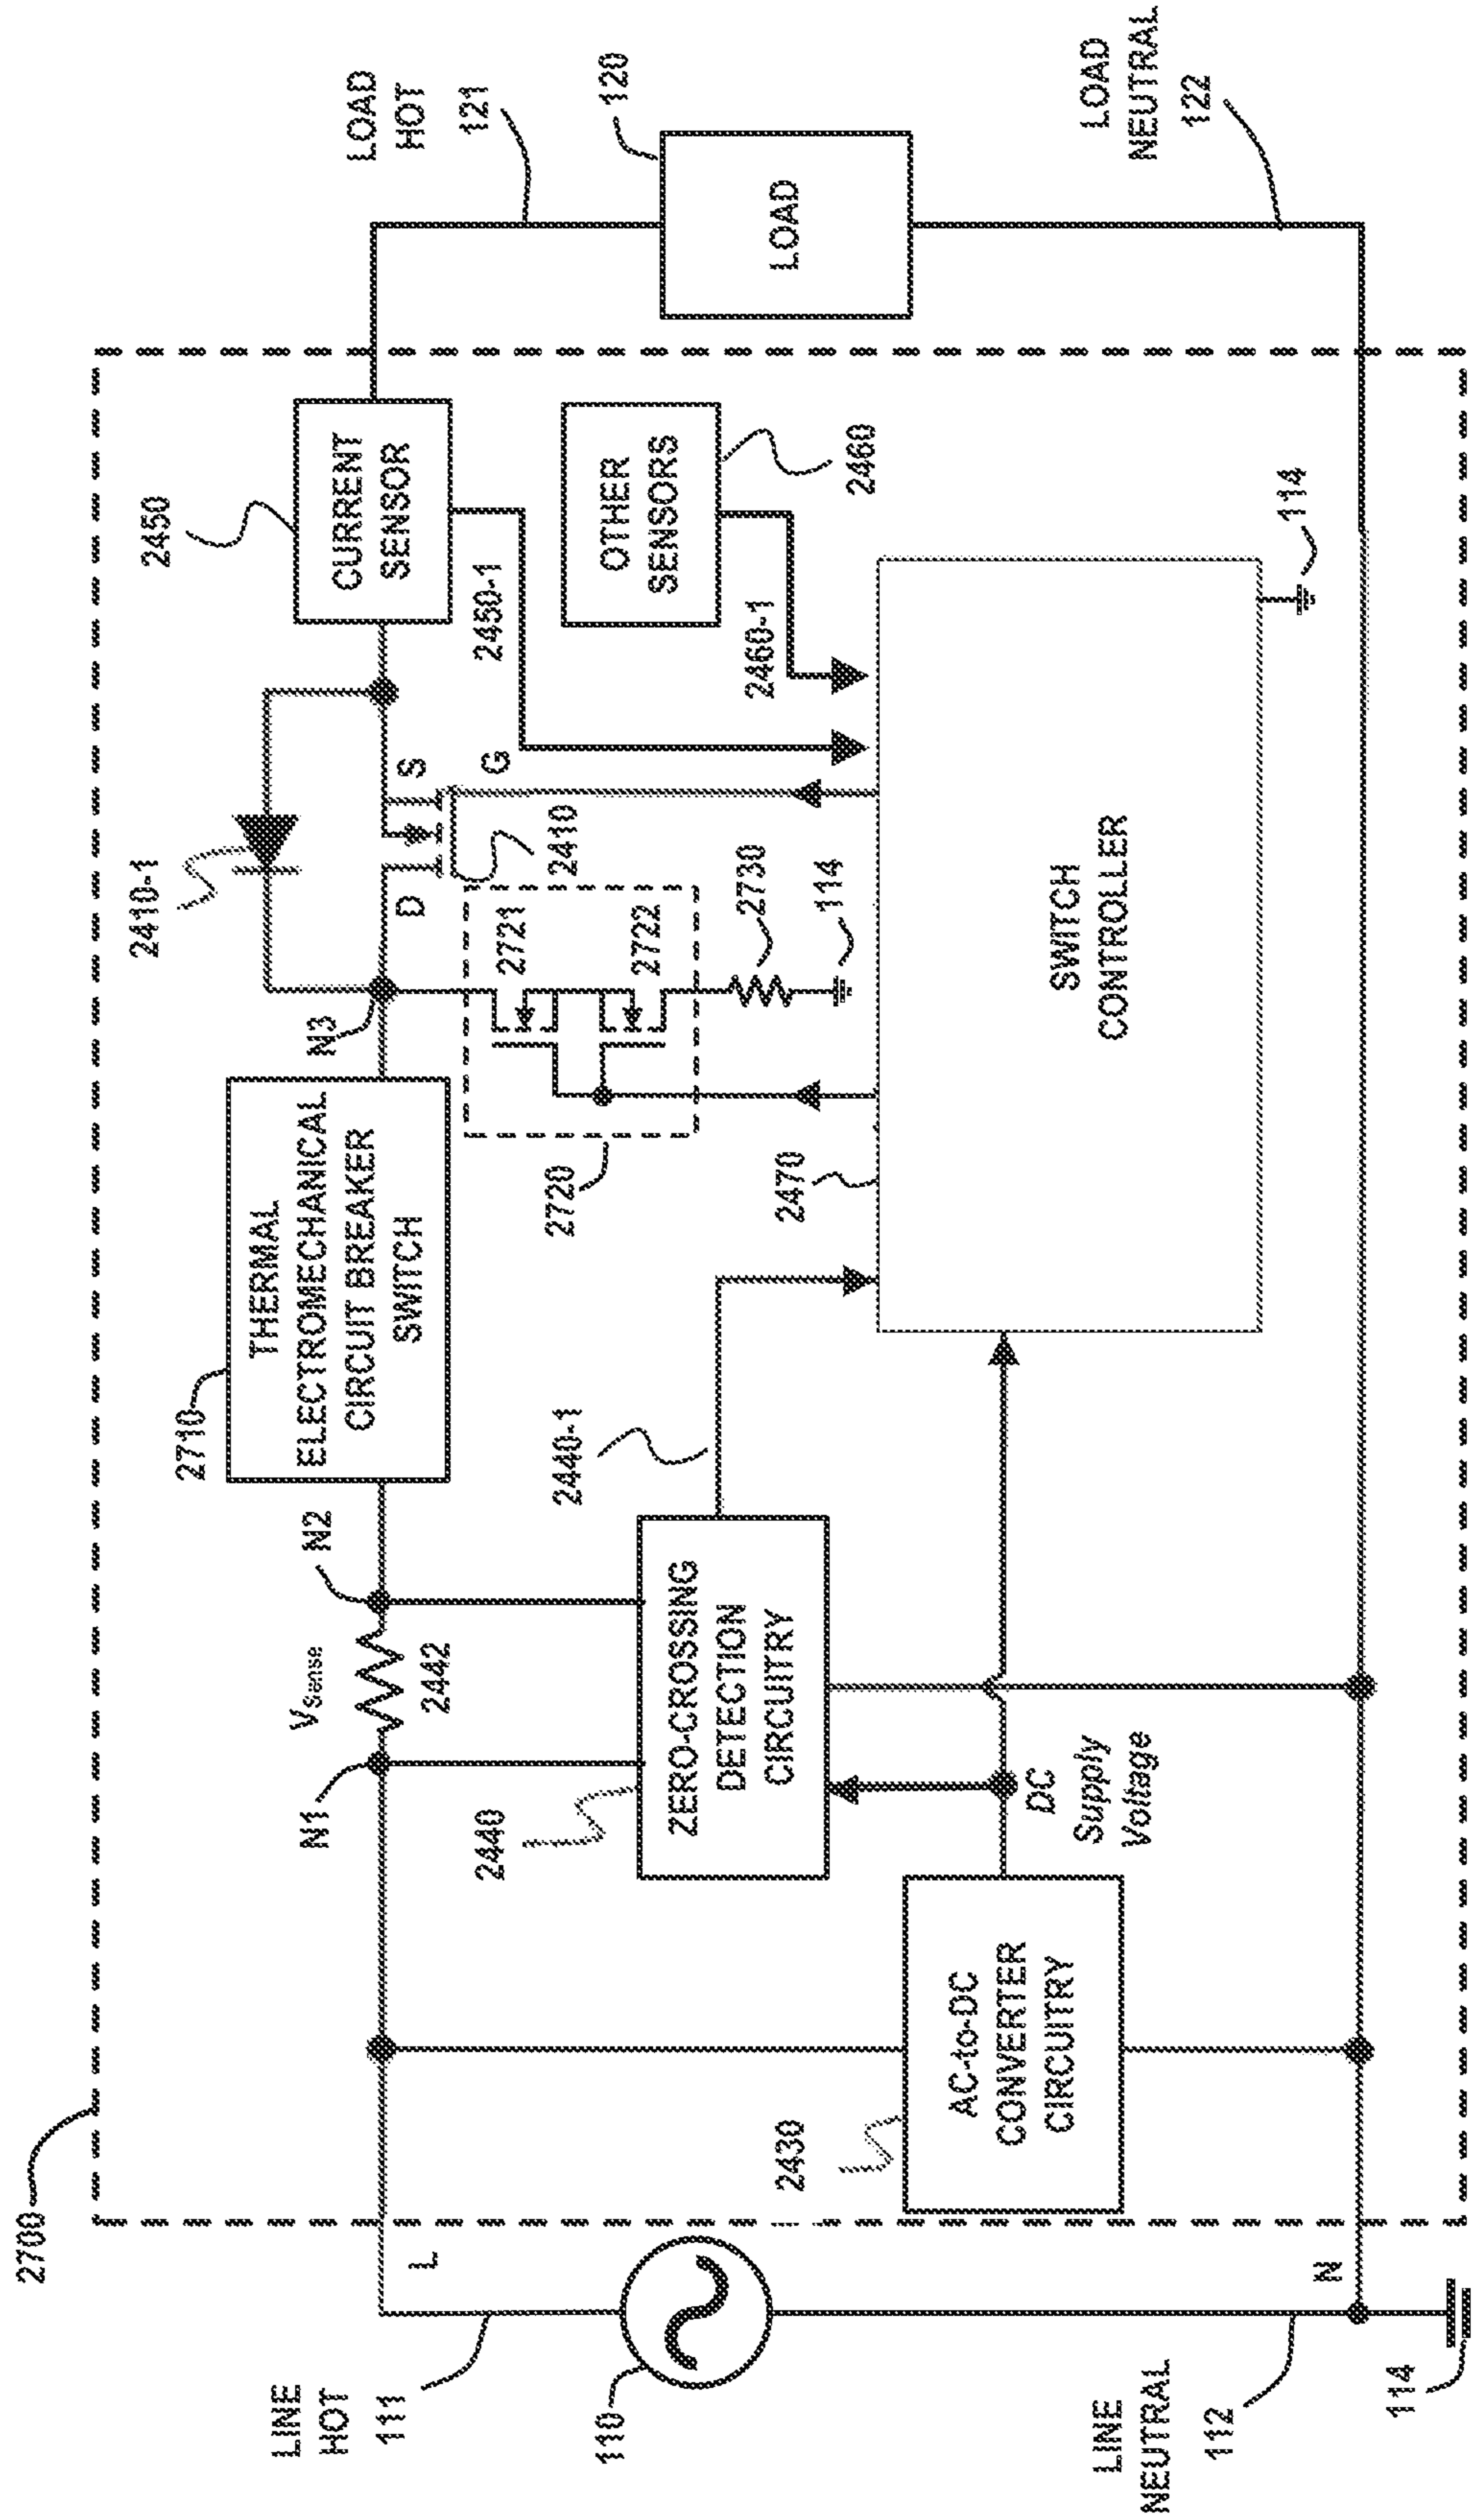 2700
LINE
HOT
111
L
110
LINE
NEUTRAL
112
N
114
2430
AC-to-DC
CONVERTER
CIRCUITRY
DC
Supply
Voltage
N1
VSense
2442
N2
2440
ZERO-CROSSING
DETECTION
CIRCUITRY
2440-1
2710
THERMAL
ELECTROMECHANICAL
CIRCUIT BREAKER
SWITCH
N3
2410-1
D
S
G
2410
2720
2721
2722
2730
114
2470
SWITCH
CONTROLLER
114
2450
CURRENT
SENSOR
2450-1
OTHER
SENSORS
2460
2460-1
LOAD
HOT
121
120
LOAD
LOAD
NEUTRAL
122